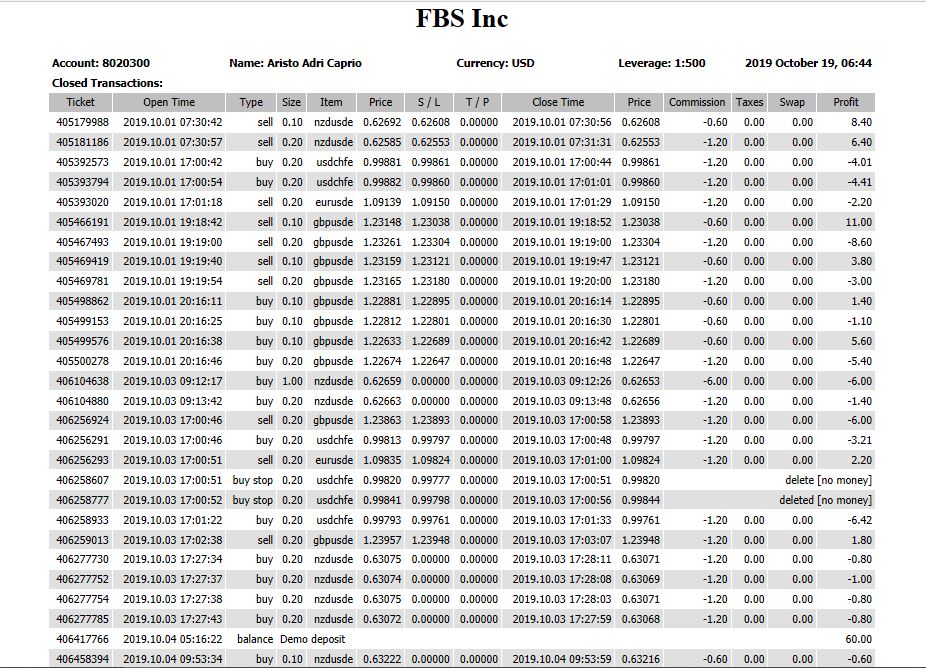 FBS Inc
Account: 8020300 Name: Aristo Adri Caprio Currency: USD Leverage: 1:500 2019 October 19, 06:44
Closed Transactions:
Ticket Open Time Type Size Item Price S / L T / P Close Time Price Commission Taxes Swap Profit
405179988 2019.10.01 07:30:42 sell 0.10 nzdusde 0.62692 0.62608 0.00000 2019.10.01 07:30:56 0.62608 -0.60 0.00 0.00 8.40
405181186 2019.10.01 07:30:57 sell 0.20 nzdusde 0.62585 0.62553 0.00000 2019.10.01 07:31:31 0.62553 -1.20 0.00 0.00 6.40
405392573 2019.10.01 17:00:42 buy 0.20 usdchfe 0.99881 0.99861 0.00000 2019.10.01 17:00:44 0.99861 -1.20 0.00 0.00 -4.01
405393794 2019.10.01 17:00:54 buy 0.20 usdchfe 0.99882 0.99860 0.00000 2019.10.01 17:01:01 0.99860 -1.20 0.00 0.00 -4.41
405393020 2019.10.01 17:01:18 sell 0.20 eurusde 1.09139 1.09150 0.00000 2019.10.01 17:01:29 1.09150 -1.20 0.00 0.00 -2.20
405466191 2019.10.01 19:18:42 sell 0.10 gbpusde 1.23148 1.23038 0.00000 2019.10.01 19:18:52 1.23038 -0.60 0.00 0.00 11.00
405467493 2019.10.01 19:19:00 sell 0.20 gbpusde 1.23261 1.23304 0.00000 2019.10.01 19:19:00 1.23304 -1.20 0.00 0.00 -8.60
405469419 2019.10.01 19:19:40 sell 0.10 gbpusde 1.23159 1.23121 0.00000 2019.10.01 19:19:47 1.23121 -0.60 0.00 0.00 3.80
405469781 2019.10.01 19:19:54 sell 0.20 gbpusde 1.23165 1.23180 0.00000 2019.10.01 19:20:00 1.23180 -1.20 0.00 0.00 -3.00
405498862 2019.10.01 20:16:11 buy 0.10 gbpusde 1.22881 1.22895 0.00000 2019.10.01 20:16:14 1.22895 -0.60 0.00 0.00 1.40
405499153 2019.10.01 20:16:25 buy 0.10 gbpusde 1.22812 1.22801 0.00000 2019.10.01 20:16:30 1.22801 -0.60 0.00 0.00 -1.10
405499576 2019.10.01 20:16:38 buy 0.10 gbpusde 1.22633 1.22689 0.00000 2019.10.01 20:16:42 1.22689 -0.60 0.00 0.00 5.60
405500278 2019.10.01 20:16:46 buy 0.20 gbpusde 1.22674 1.22647 0.00000 2019.10.01 20:16:48 1.22647 -1.20 0.00 0.00 -5.40
406104638 2019.10.03 09:12:17 buy 1.00 nzdusde 0.62659 0.00000 0.00000 2019.10.03 09:12:26 0.62653 -6.00 0.00 0.00 -6.00
406104880 2019.10.03 09:13:42 buy 0.20 nzdusde 0.62663 0.00000 0.00000 2019.10.03 09:13:48 0.62656 -1.20 0.00 0.00 -1.40
406256924 2019.10.03 17:00:46 sell 0.20 gbpusde 1.23863 1.23893 0.00000 2019.10.03 17:00:58 1.23893 -1.20 0.00 0.00 -6.00
406256291 2019.10.03 17:00:46 buy 0.20 usdchfe 0.99813 0.99797 0.00000 2019.10.03 17:00:48 0.99797 -1.20 0.00 0.00 -3.21
406256293 2019.10.03 17:00:51 sell 0.20 eurusde 1.09835 1.09824 0.00000 2019.10.03 17:01:00 1.09824 -1.20 0.00 0.00 2.20
406258607 2019.10.03 17:00:51 buy stop 0.20 usdchfe 0.99820 0.99777 0.00000 2019.10.03 17:00:51 0.99820 delete [no money]
406258777 2019.10.03 17:00:52 buy stop 0.20 usdchfe 0.99841 0.99798 0.00000 2019.10.03 17:00:56 0.99844 deleted [no money]
406258933 2019.10.03 17:01:22 buy 0.20 usdchfe 0.99793 0.99761 0.00000 2019.10.03 17:01:33 0.99761 -1.20 0.00 0.00 -6.42
406259013 2019.10.03 17:02:38 sell 0.20 gbpusde 1.23957 1.23948 0.00000 2019.10.03 17:03:07 1.23948 -1.20 0.00 0.00 1.80
406277730 2019.10.03 17:27:34 buy 0.20 nzdusde 0.63075 0.00000 0.00000 2019.10.03 17:28:11 0.63071 -1.20 0.00 0.00 -0.80
406277752 2019.10.03 17:27:37 buy 0.20 nzdusde 0.63074 0.00000 0.00000 2019.10.03 17:28:08 0.63069 -1.20 0.00 0.00 -1.00
406277754 2019.10.03 17:27:38 buy 0.20 nzdusde 0.63075 0.00000 0.00000 2019.10.03 17:28:03 0.63071 -1.20 0.00 0.00 -0.80
406277785 2019.10.03 17:27:43 buy 0.20 nzdusde 0.63072 0.00000 0.00000 2019.10.03 17:27:59 0.63068 -1.20 0.00 0.00 -0.80
406417766 2019.10.04 05:16:22 balance Demo deposit 60.00
406458394 2019.10.04 09:53:34 buy 0.10 nzdusde 0.63222 0.00000 0.00000 2019.10.04 09:53:59 0.63216 -0.60 0.00 0.00 -0.60